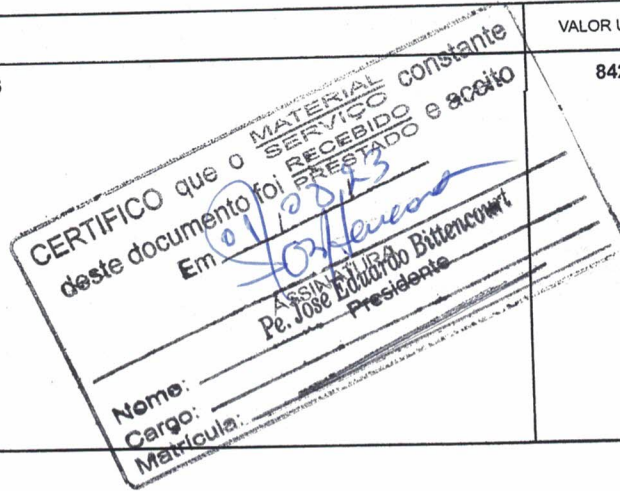 VALOR U
842
CERTIFICO que o MATERIAL constante
SERVIÇO
deste documento foi RECEBIDO e aceito
PRESTADO
Em 01 08 23
ASSINATURA
Pe. José Eduardo Bittencourt
Presidente
Nome:
Cargo:
Matrícula: